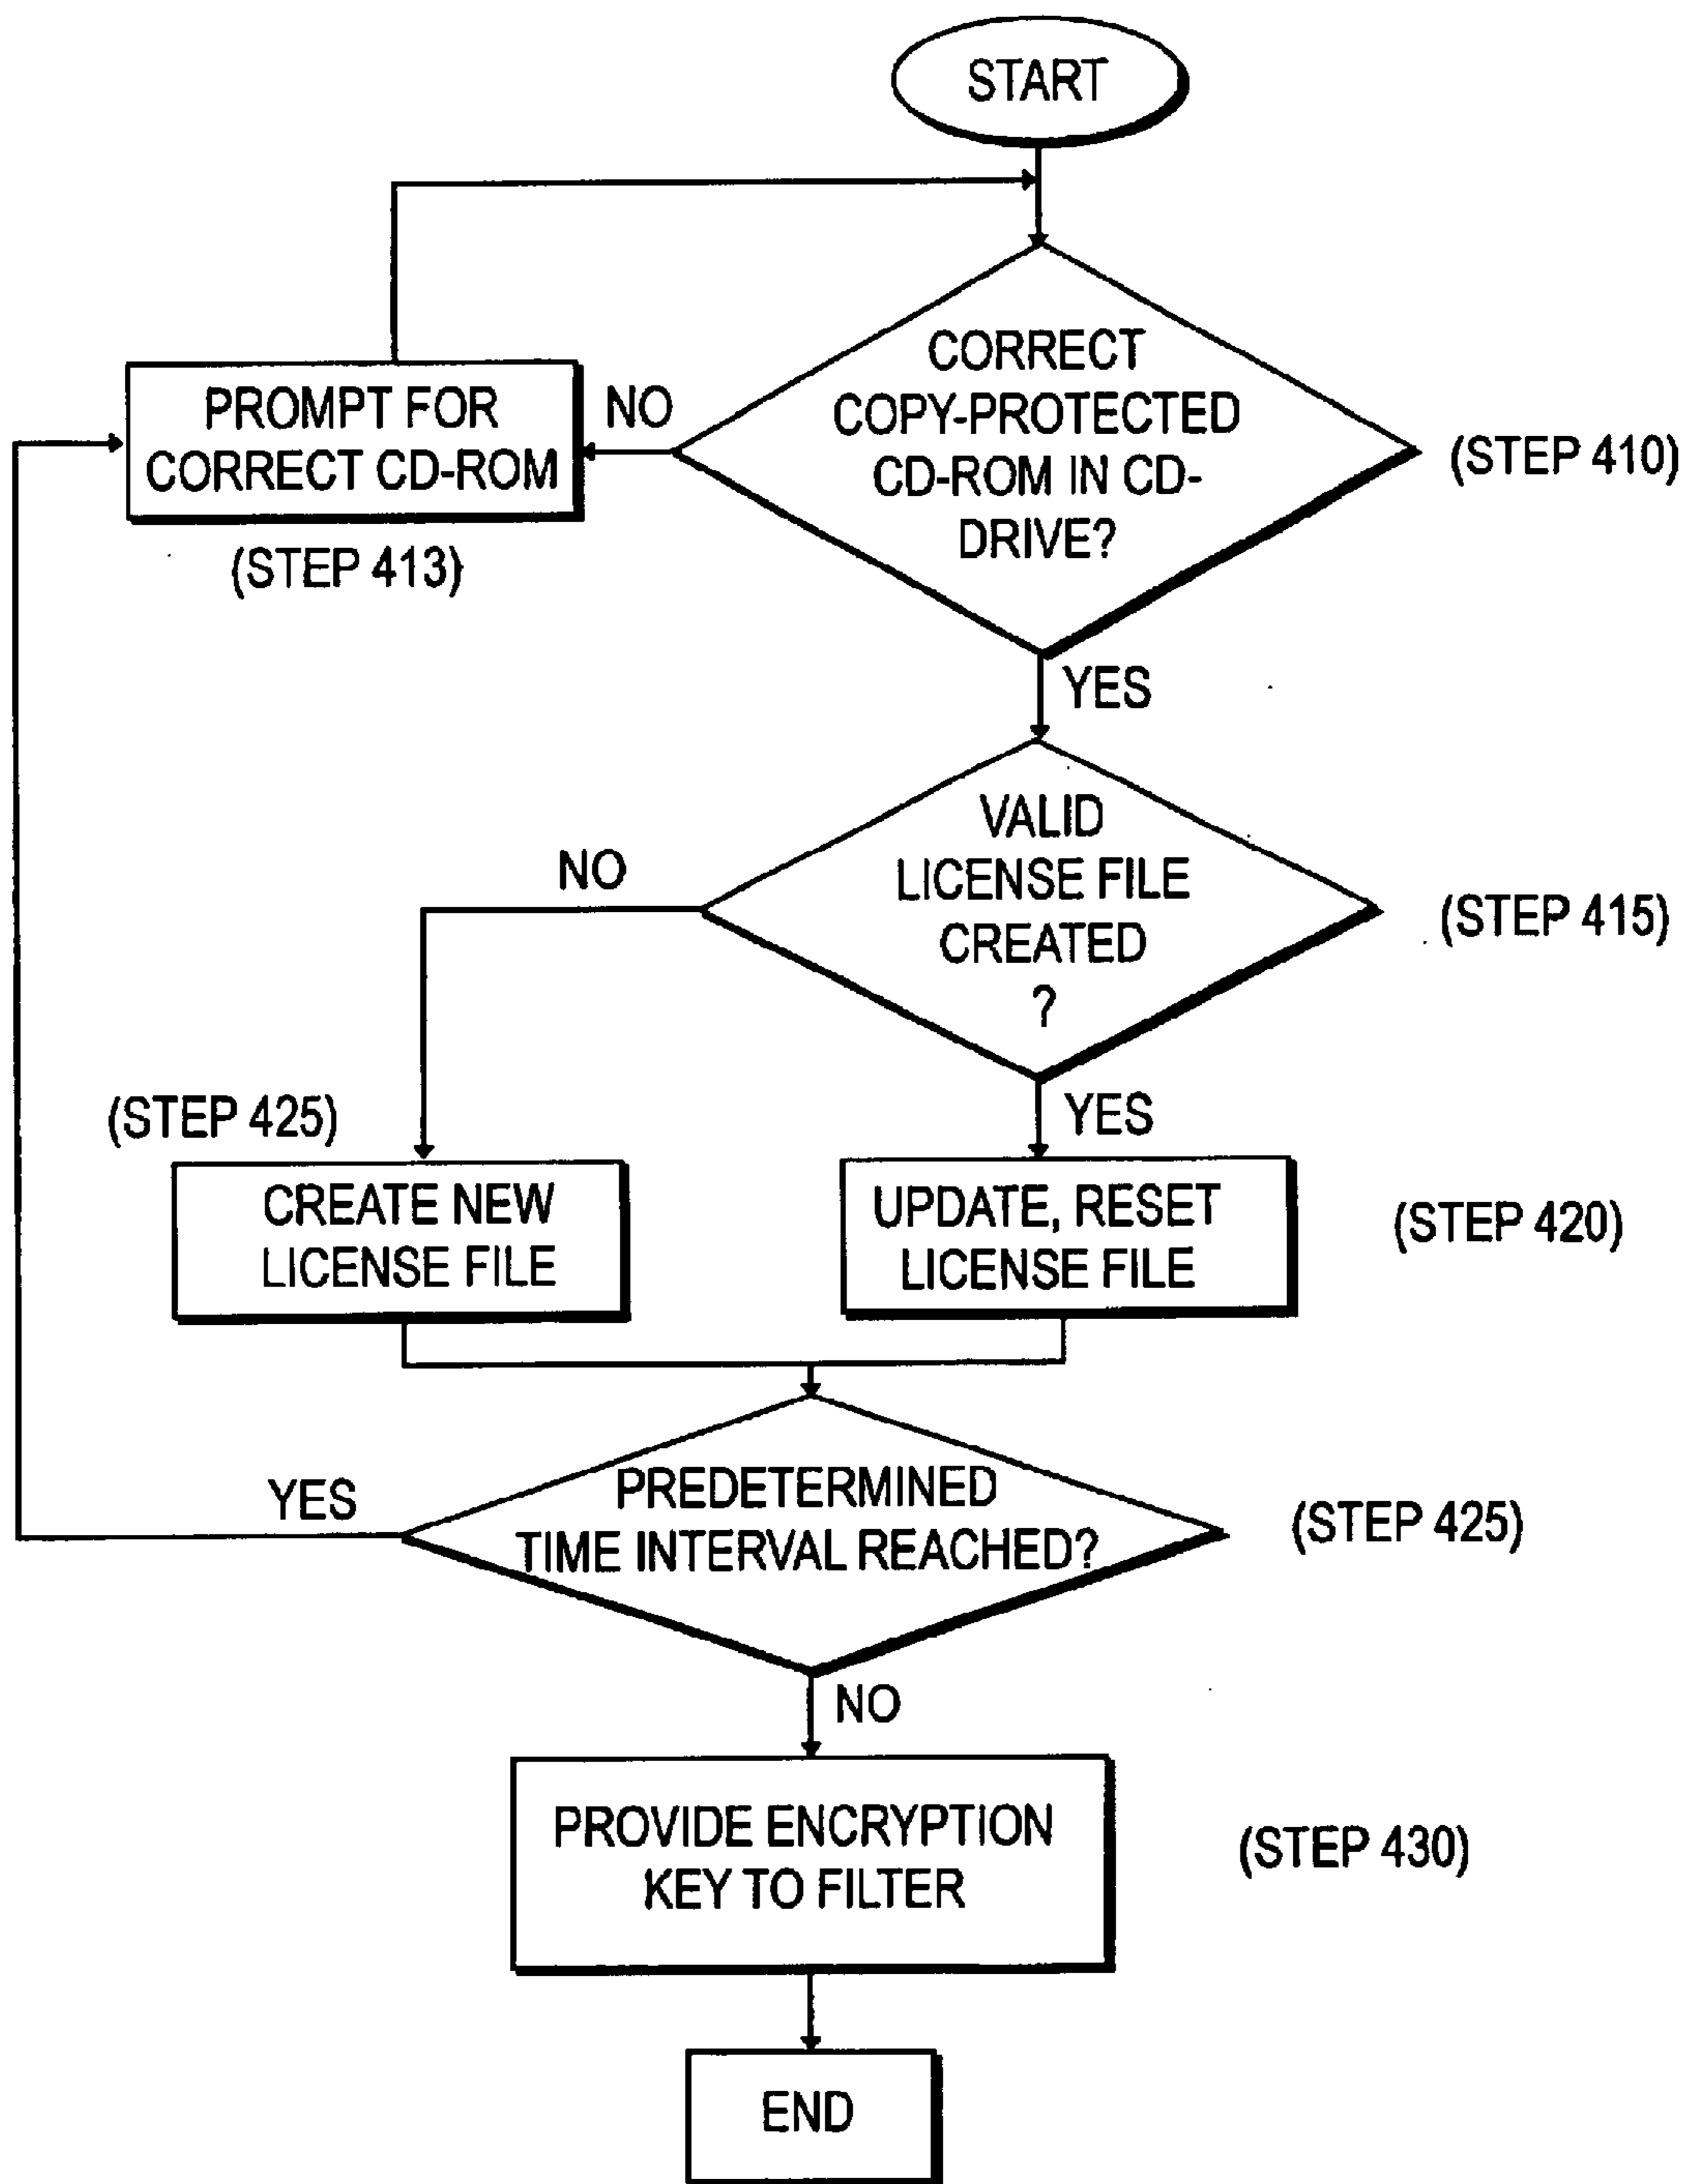 START
CORRECT
COPY-PROTECTED
CD-ROM IN CD-
DRIVE?
(STEP 410)
NO
PROMPT FOR
CORRECT CD-ROM
(STEP 413)
YES
VALID
LICENSE FILE
CREATED
?
(STEP 415)
NO
YES
(STEP 425)
CREATE NEW
LICENSE FILE
UPDATE, RESET
LICENSE FILE
(STEP 420)
PREDETERMINED
TIME INTERVAL REACHED?
(STEP 425)
YES
NO
PROVIDE ENCRYPTION
KEY TO FILTER
(STEP 430)
END